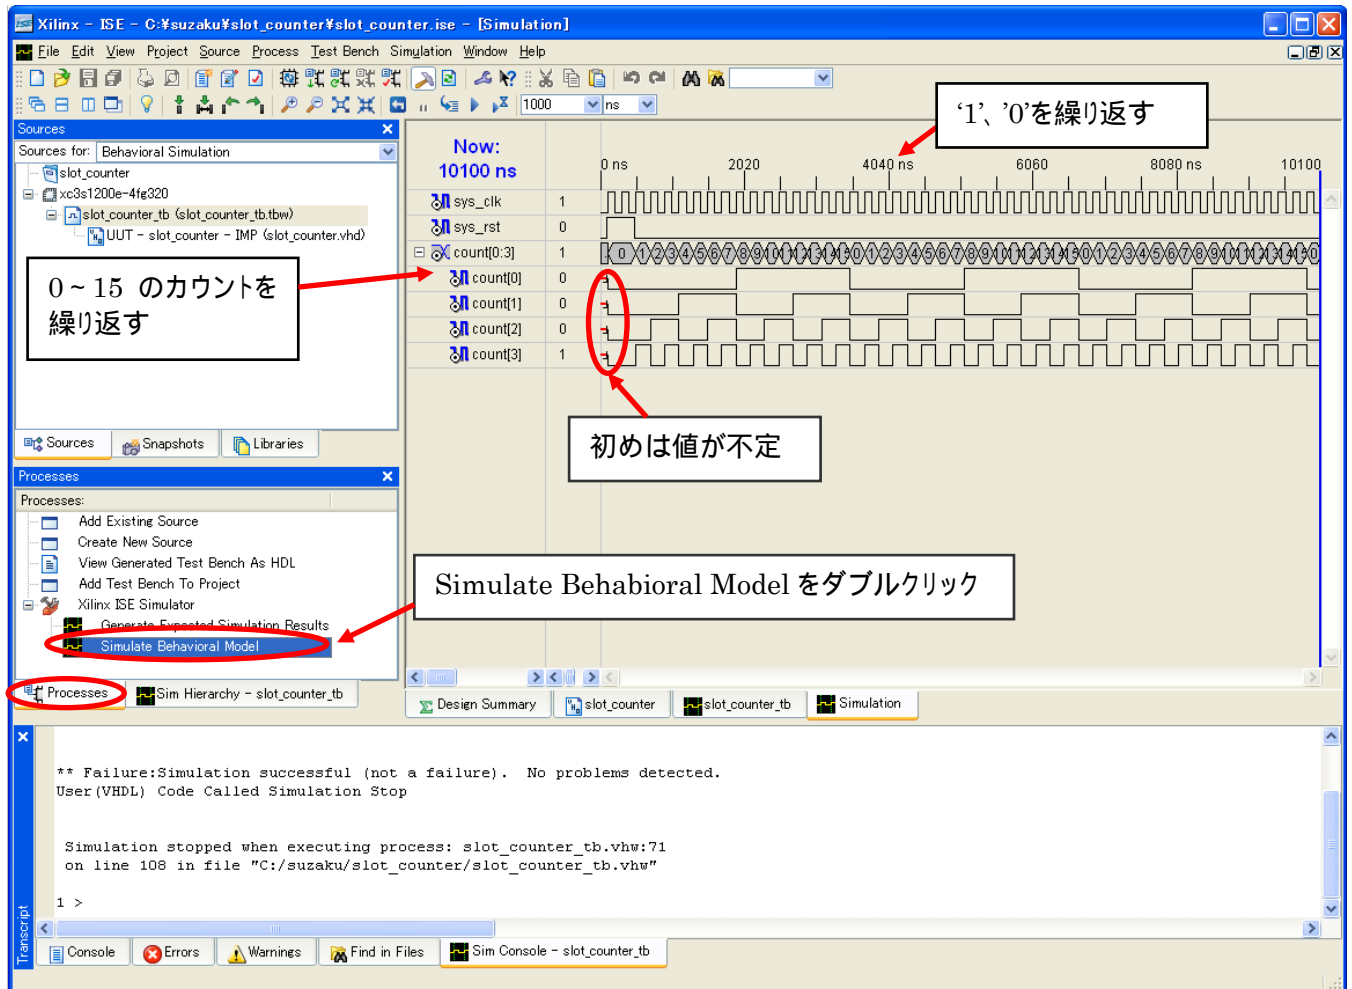 Xilinx - ISE - C:¥suzaku¥slot_counter¥slot_counter.ise - [Simulation]
File Edit View Project Source Process Test Bench Simulation Window Help
1000 ns
Sources
Sources for: Behavioral Simulation
slot_counter
xc3s1200e-4fg320
slot_counter_tb (slot_counter_tb.tbw)
UUT - slot_counter - IMP (slot_counter.vhd)
0~15 のカウントを
繰り返す
Sources Snapshots Libraries
Now:
10100 ns
0 ns 2020 4040 ns 6060 8080 ns 10100
'1'、'0'を繰り返す
sys_clk 1
sys_rst 0
count[0:3] 1
count[0] 0
count[1] 0
count[2] 0
count[3] 1
初めは値が不定
Processes
Processes:
Add Existing Source
Create New Source
View Generated Test Bench As HDL
Add Test Bench To Project
Xilinx ISE Simulator
Generate Expected Simulation Results
Simulate Behavioral Model
Simulate Behabioral Model をダブルクリック
Processes Sim Hierarchy - slot_counter_tb
Design Summary slot_counter slot_counter_tb Simulation
** Failure:Simulation successful (not a failure). No problems detected.
User(VHDL) Code Called Simulation Stop
Simulation stopped when executing process: slot_counter_tb.vhw:71
on line 108 in file "C:/suzaku/slot_counter/slot_counter_tb.vhw"
1 >
Transcript
Console Errors Warnings Find in Files Sim Console - slot_counter_tb